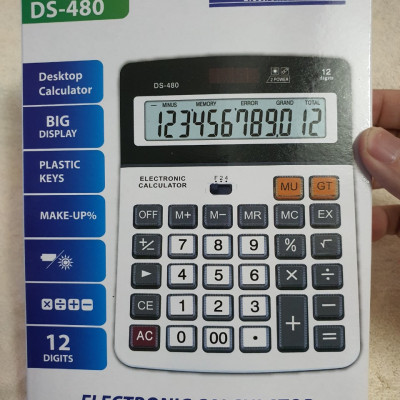 DS-480
Desktop
Calculator
BIG
DISPLAY
PLASTIC
KEYS
MAKE-UP%
12
DIGITS
DS-480
2 POWER
12
digits
MINUS MEMORY ERROR GRAND TOTAL
123456789012
ELECTRONIC
CALCULATOR
MU GT
OFF M+ M− MR MC EX
+/− 7 8 9 % √
▶ 4 5 6 × ÷
CE 1 2 3 + −
AC 0 00 • =